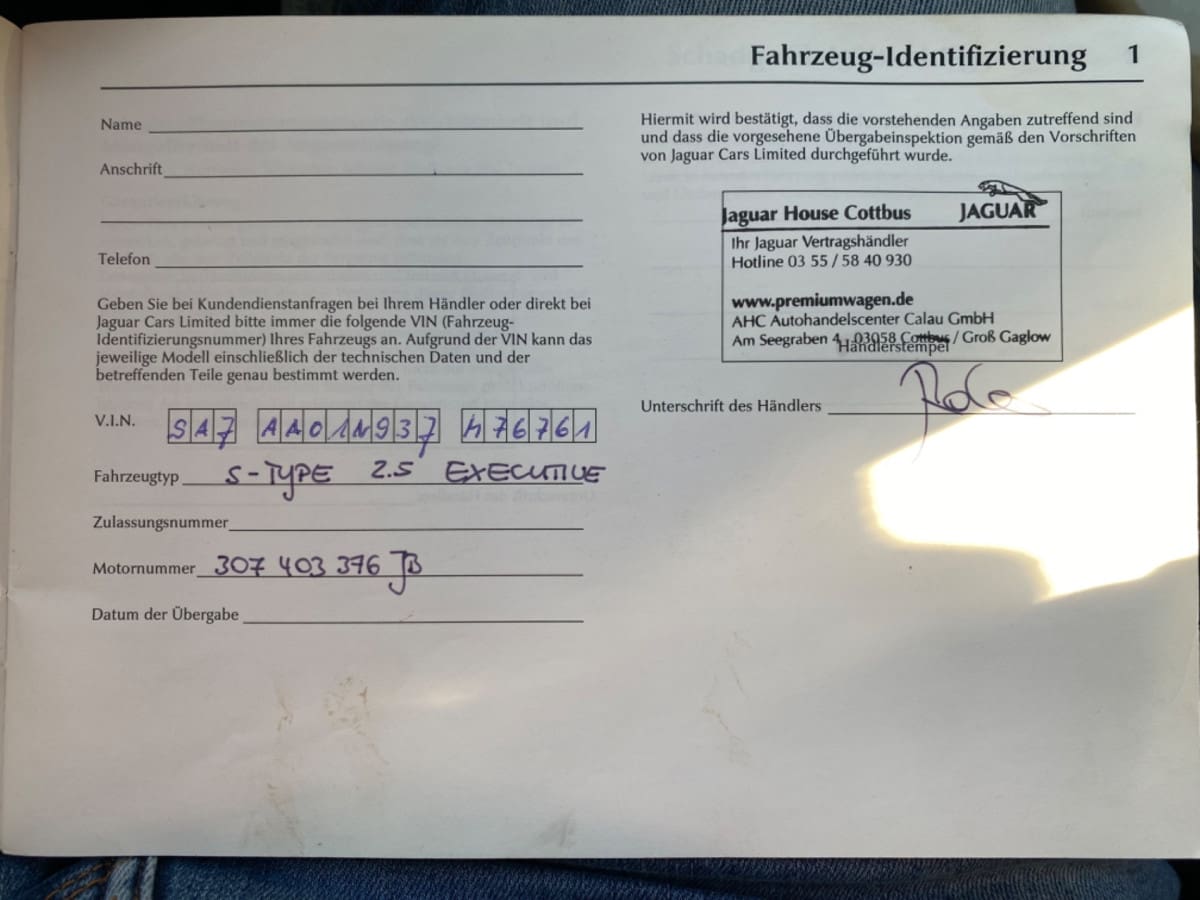 Fahrzeug-Identifizierung 1
Name
Anschrift
Telefon
Geben Sie bei Kundendienstanfragen bei Ihrem Händler oder direkt bei
Jaguar Cars Limited bitte immer die folgende VIN (Fahrzeug-
Identifizierungsnummer) Ihres Fahrzeugs an. Aufgrund der VIN kann das
jeweilige Modell einschließlich der technischen Daten und der
betreffenden Teile genau bestimmt werden.
V.I.N. SA7 AA01N937 476761
Fahrzeugtyp S-TYPE 2.5 EXECUTIVE
Zulassungsnummer
Motornummer 307 403 376 JB
Datum der Übergabe
Hiermit wird bestätigt, dass die vorstehenden Angaben zutreffend sind
und dass die vorgesehene Übergabeinspektion gemäß den Vorschriften
von Jaguar Cars Limited durchgeführt wurde.
Jaguar House Cottbus JAGUAR
Ihr Jaguar Vertragshändler
Hotline 03 55 / 58 40 930
www.premiumwagen.de
AHC Autohandelscenter Calau GmbH
Am Seegraben 4, 03058 Cottbus / Groß Gaglow
Händlerstempel
Unterschrift des Händlers